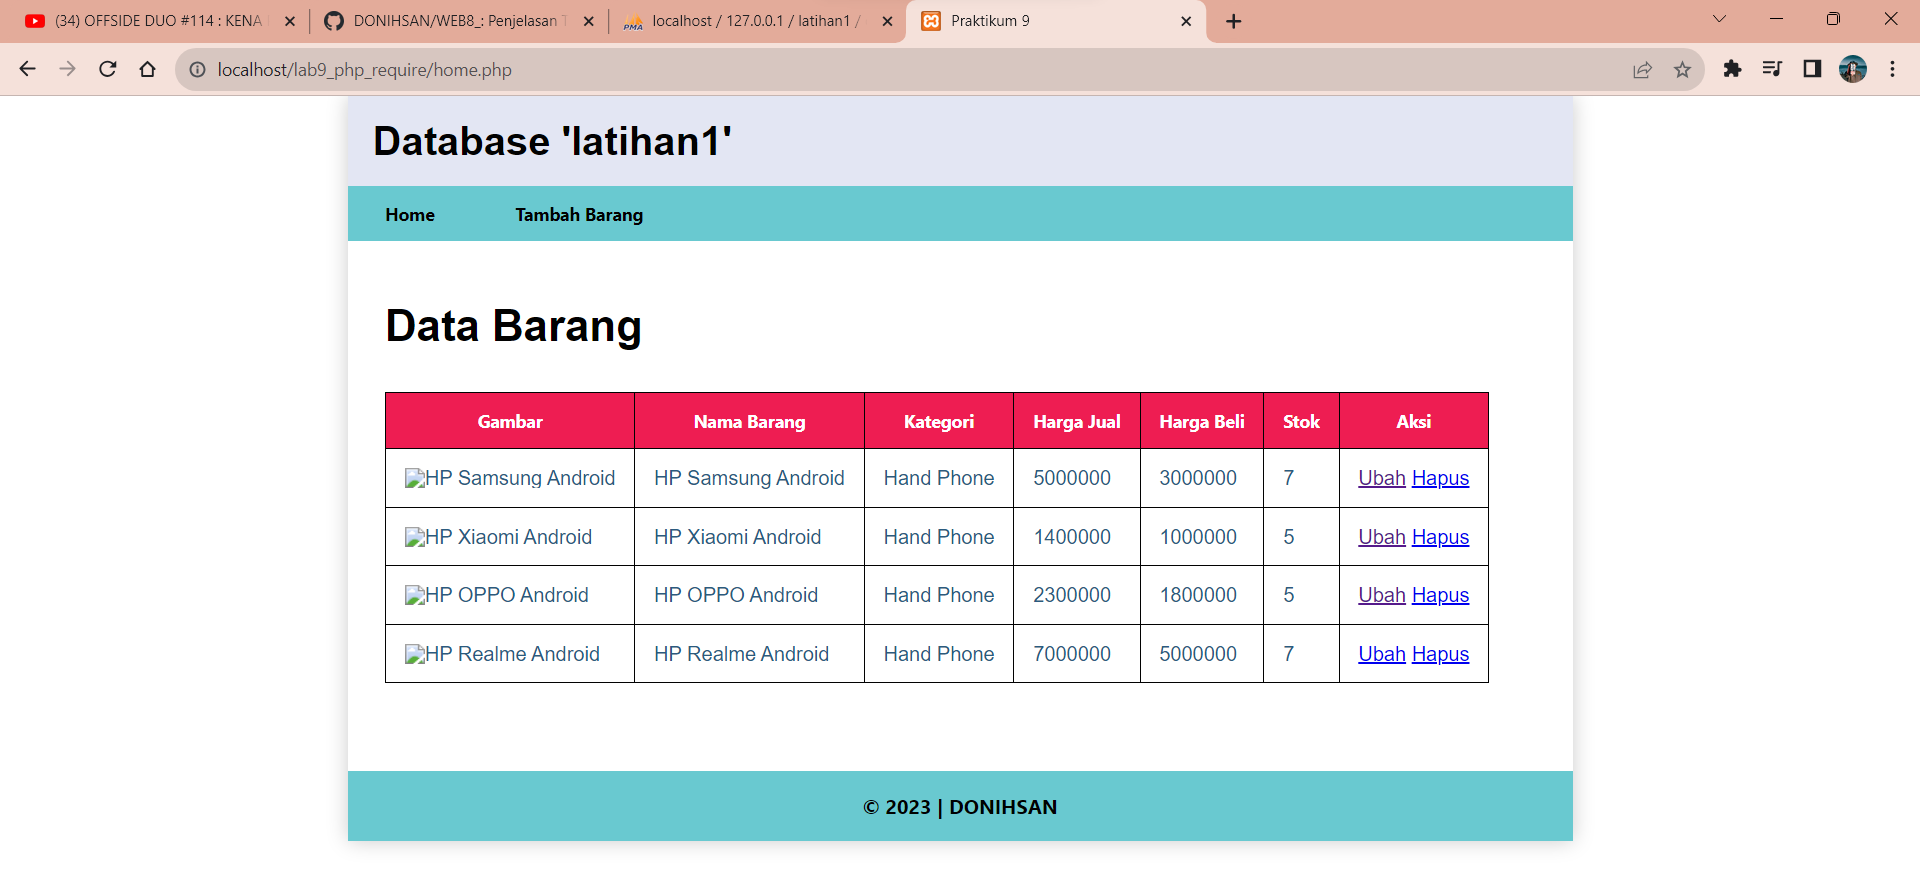 (34) OFFSIDE DUO #114 : KENA
DONIHSAN/WEB8_: Penjelasan T
PMA
localhost / 127.0.0.1 / latihan1 /
Praktikum 9
localhost/lab9_php_require/home.php
Database 'latihan1'
Home Tambah Barang
Data Barang
Gambar Nama Barang Kategori Harga Jual Harga Beli Stok Aksi
HP Samsung Android HP Samsung Android Hand Phone 5000000 3000000 7 Ubah Hapus
HP Xiaomi Android HP Xiaomi Android Hand Phone 1400000 1000000 5 Ubah Hapus
HP OPPO Android HP OPPO Android Hand Phone 2300000 1800000 5 Ubah Hapus
HP Realme Android HP Realme Android Hand Phone 7000000 5000000 7 Ubah Hapus
© 2023 | DONIHSAN